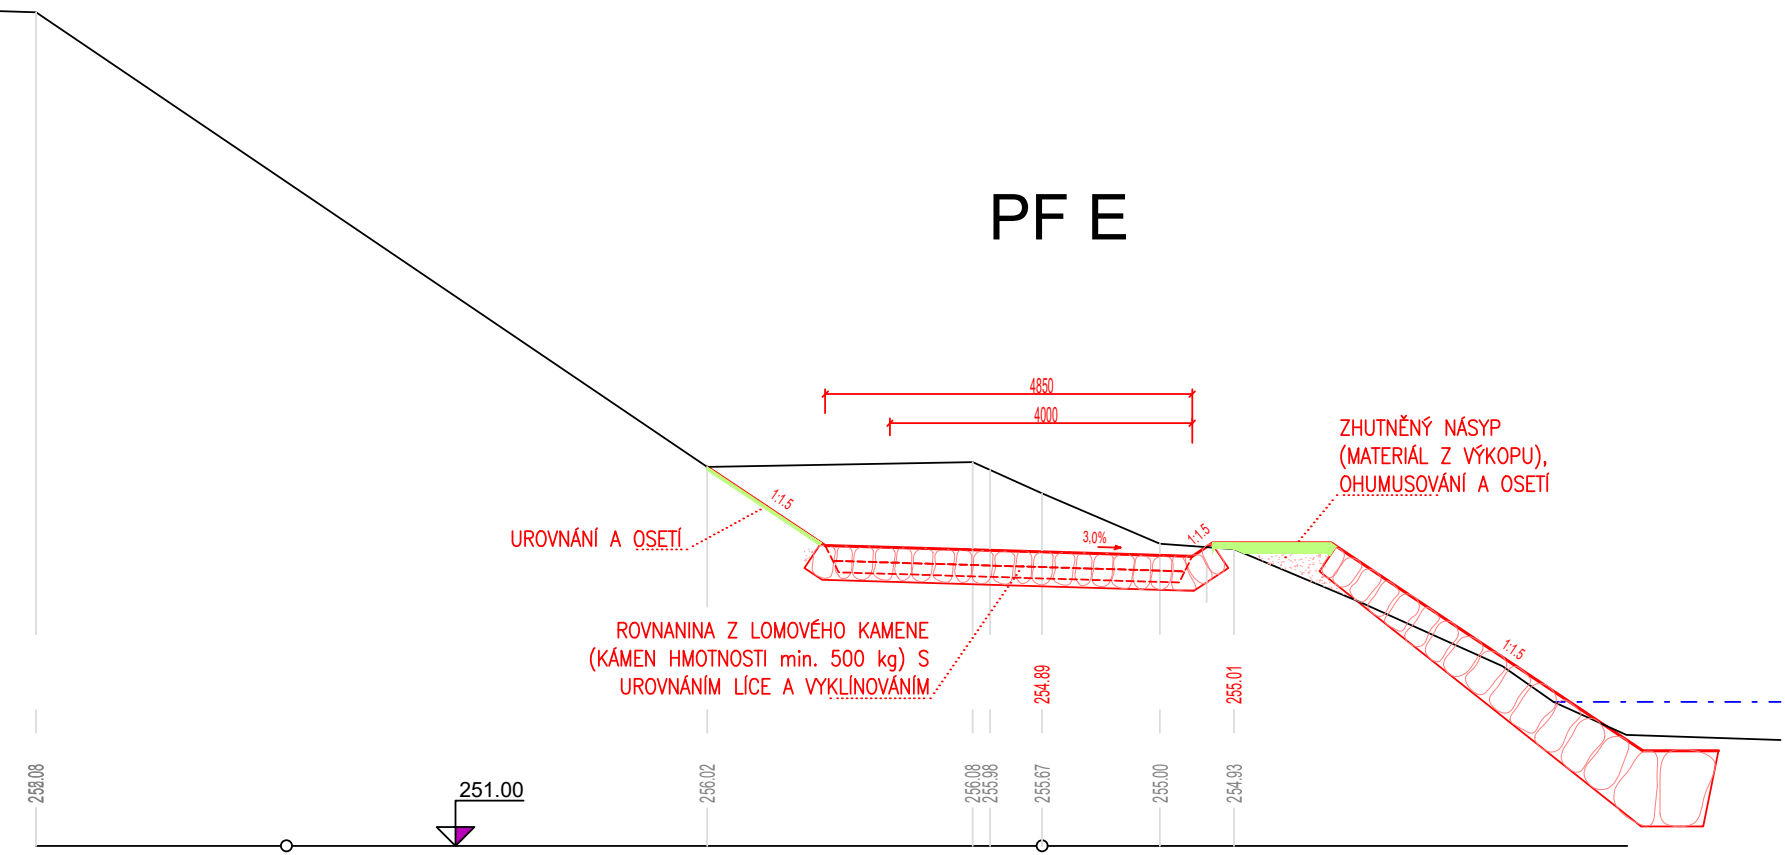 PF E
4850
4000
ZHUTNĚNÝ NÁSYP
(MATERIÁL Z VÝKOPU),
OHUMUSOVÁNÍ A OSETÍ
1:1.5
UROVNÁNÍ A OSETÍ
3,0%
1:1.5
ROVNANINA Z LOMOVÉHO KAMENE
(KÁMEN HMOTNOSTI min. 500 kg) S
UROVNÁNÍM LÍCE A VYKLÍNOVÁNÍM
1:1.5
254.89
255.01
251.00
256.02
256.08
255.98
255.67
255.00
254.93